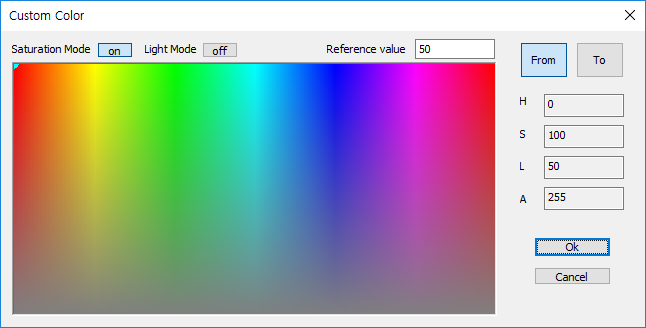 Custom Color
Saturation Mode on Light Mode off Reference value 50
From To
H 0
S 100
L 50
A 255
Ok
Cancel